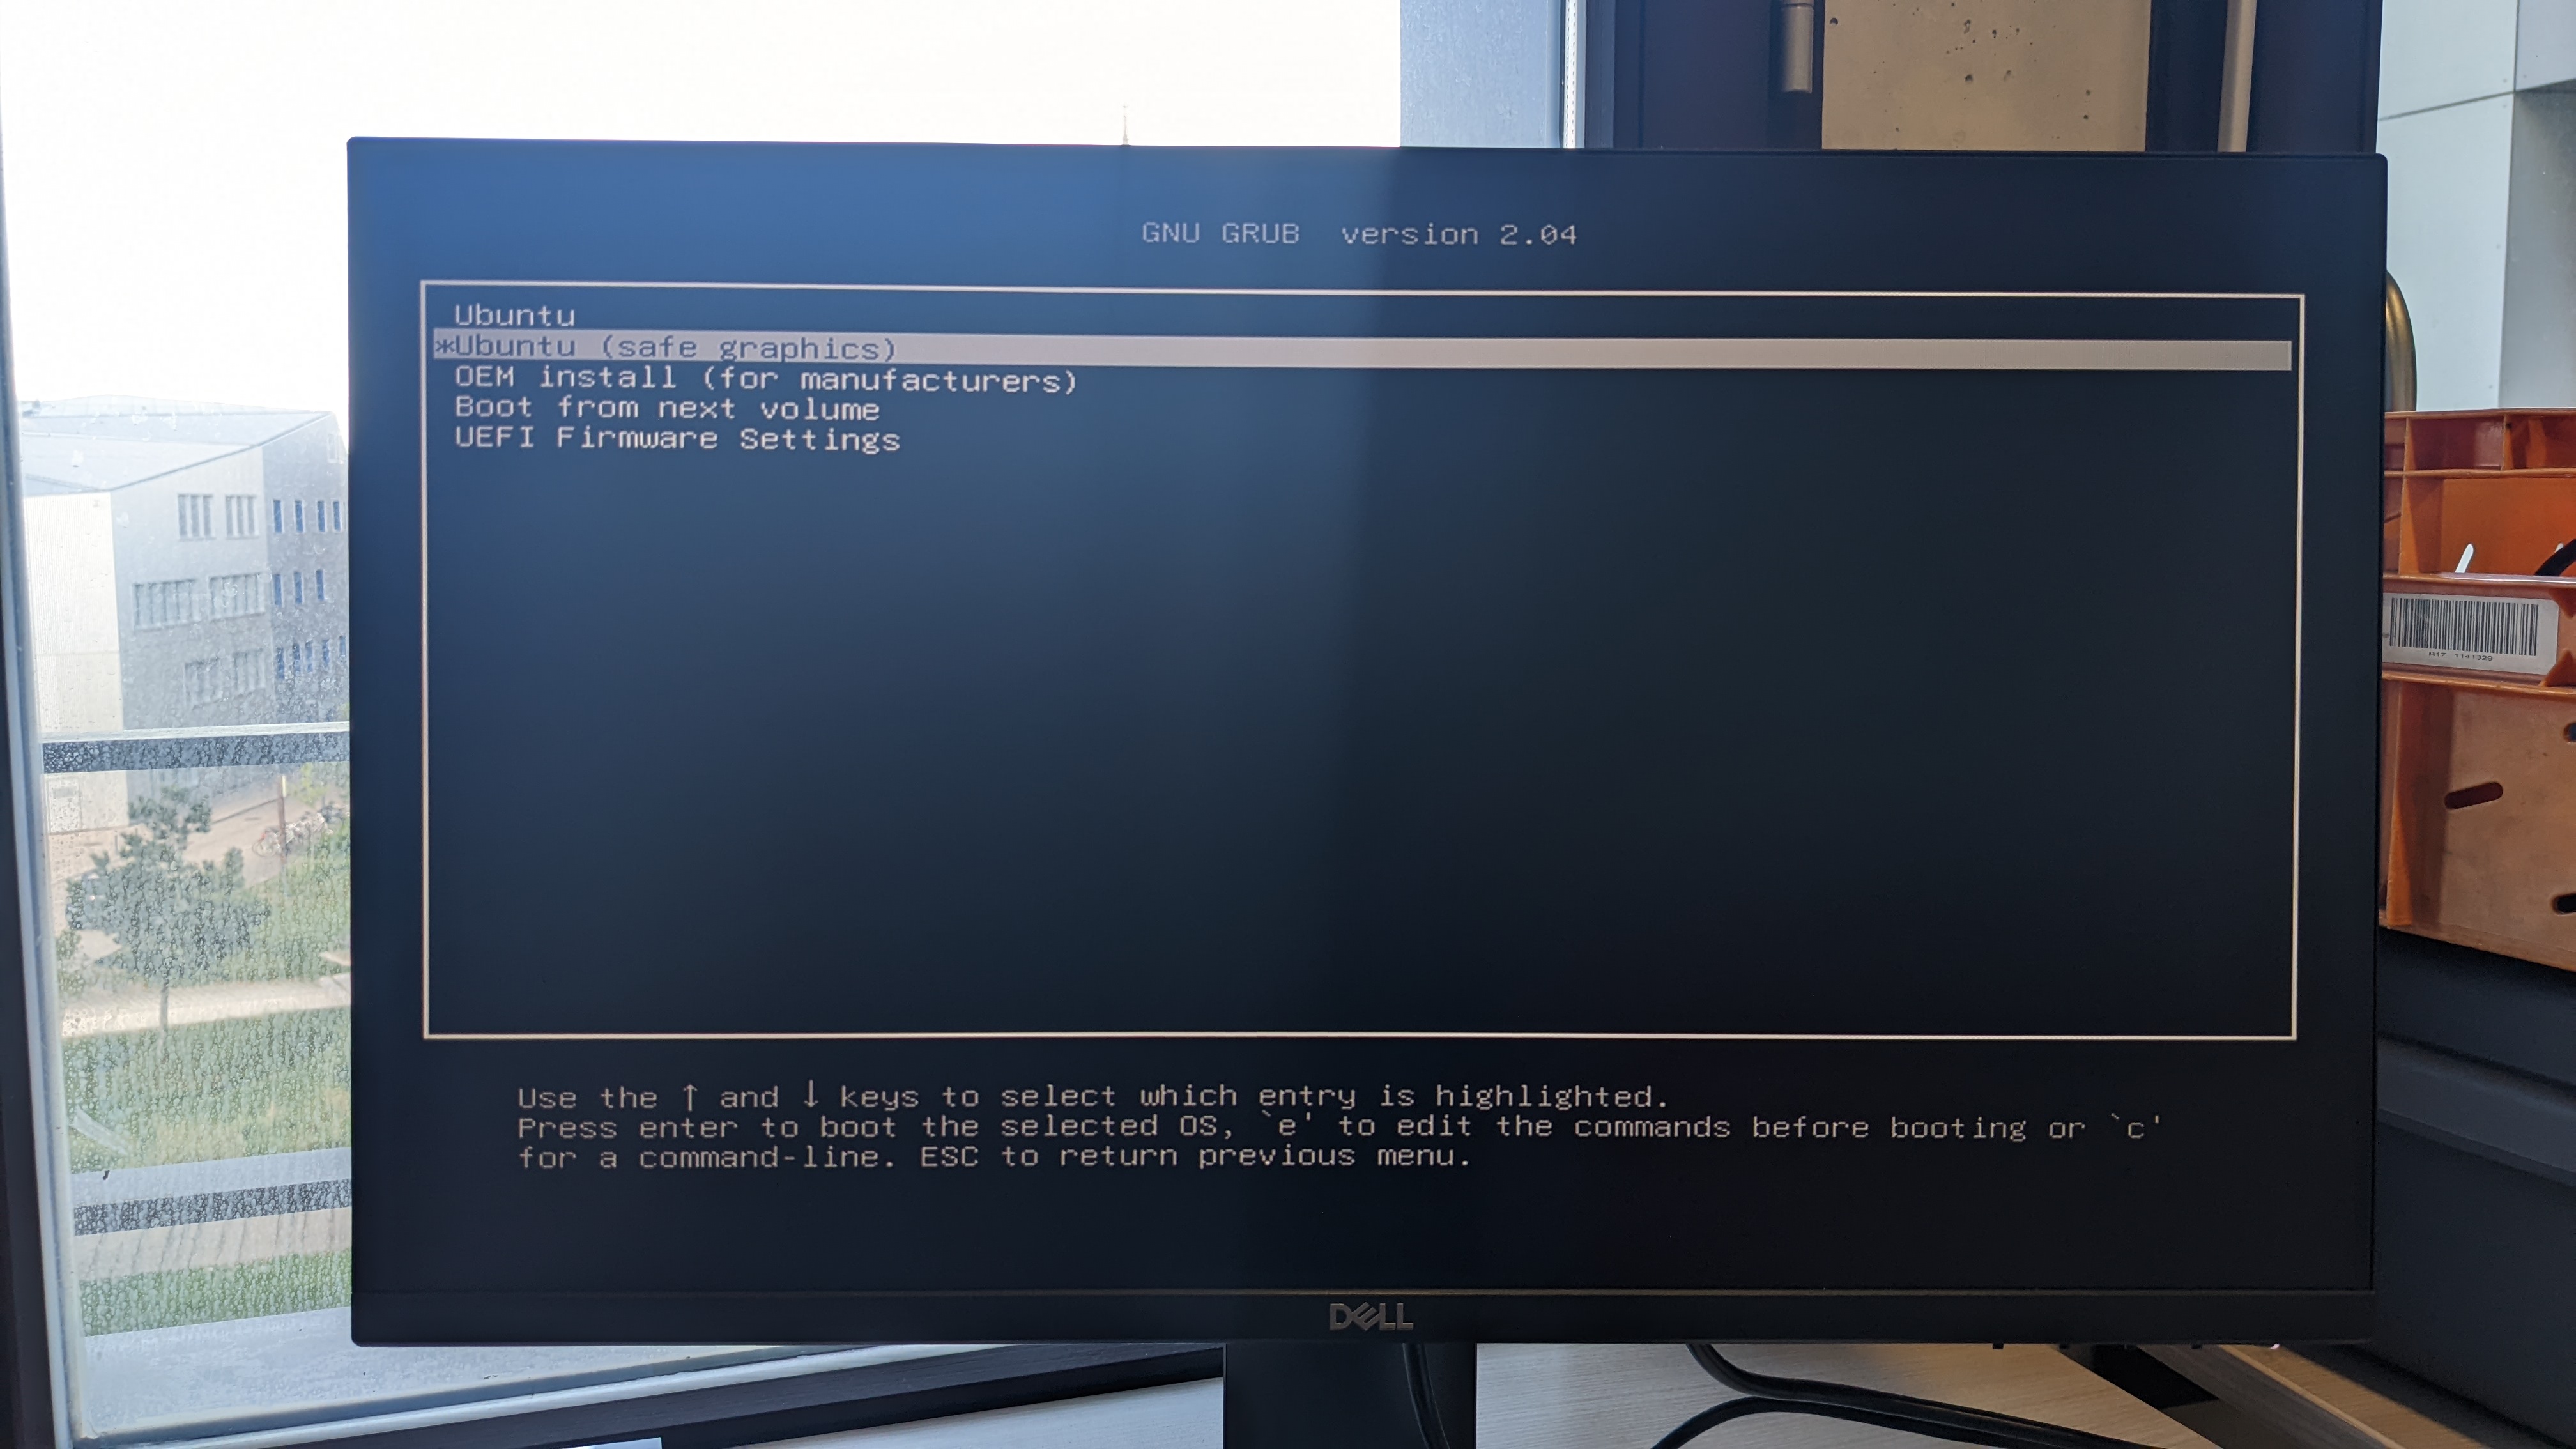 GNU GRUB  version 2.04
Ubuntu
*Ubuntu (safe graphics)
OEM install (for manufacturers)
Boot from next volume
UEFI Firmware Settings
Use the ↑ and ↓ keys to select which entry is highlighted.
Press enter to boot the selected OS, `e' to edit the commands before booting or `c'
for a command-line. ESC to return previous menu.
DELL
R17 1141329